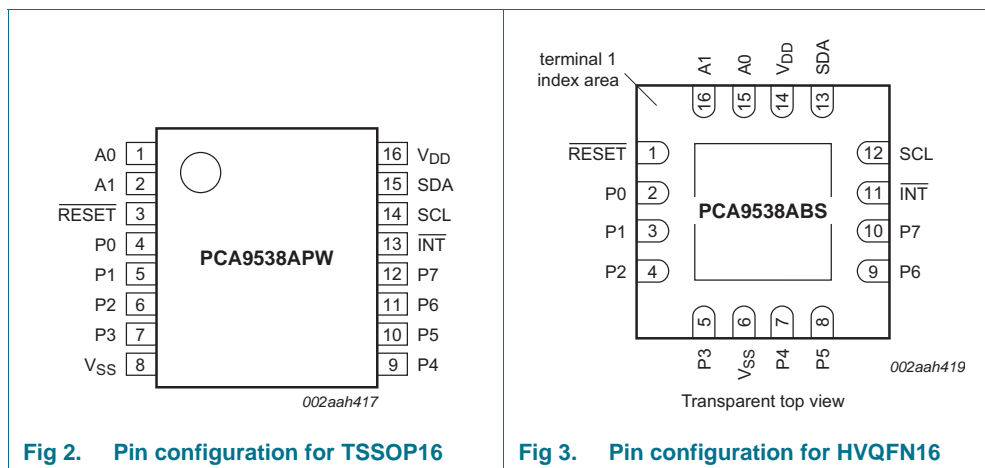 A0 1
A1 2
RESET 3
P0 4
P1 5
P2 6
P3 7
VSS 8
PCA9538APW
16 VDD
15 SDA
14 SCL
13 INT
12 P7
11 P6
10 P5
9 P4
002aah417
Fig 2. Pin configuration for TSSOP16
terminal 1
index area
A1 A0 VDD SDA
16 15 14 13
RESET 1
P0 2
P1 3
P2 4
PCA9538ABS
12 SCL
11 INT
10 P7
9 P6
5 6 7 8
P3 VSS P4 P5
002aah419
Transparent top view
Fig 3. Pin configuration for HVQFN16